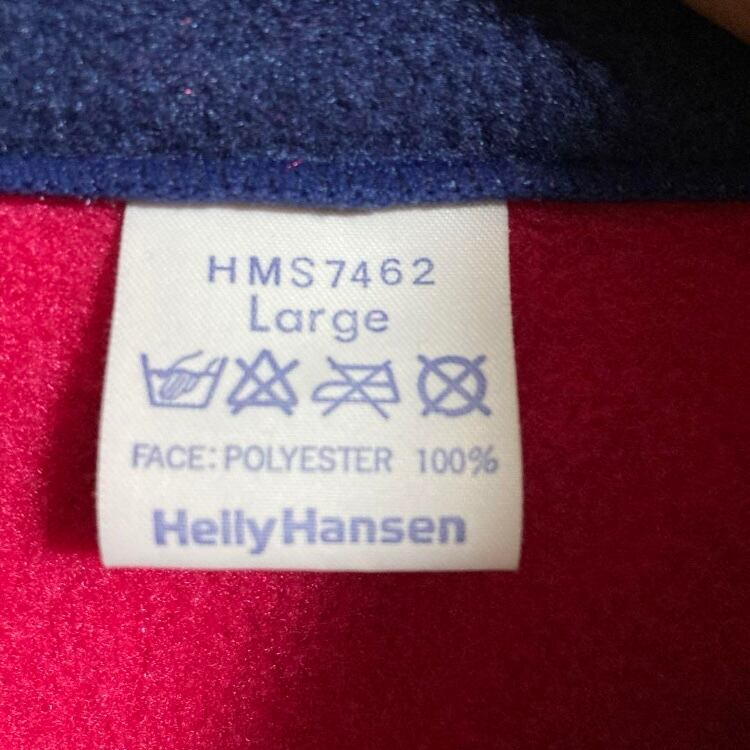 HMS7462
Large
FACE: POLYESTER 100%
HellyHansen